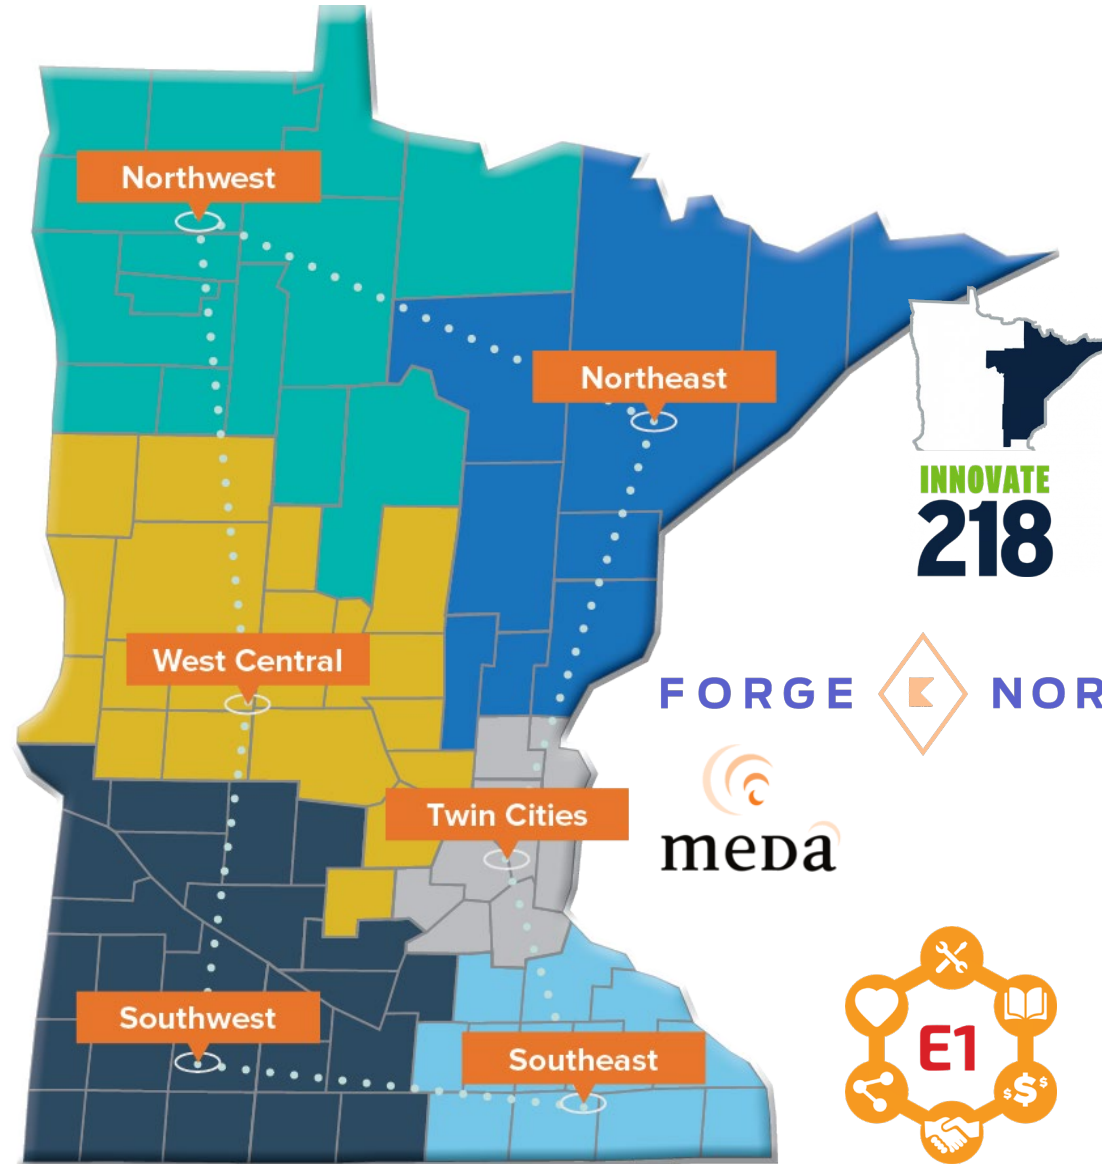 Northwest
Northeast
INNOVATE
218
West Central
FORGE NOR
Twin Cities
meda
Southwest
Southeast
E1
$ $ $